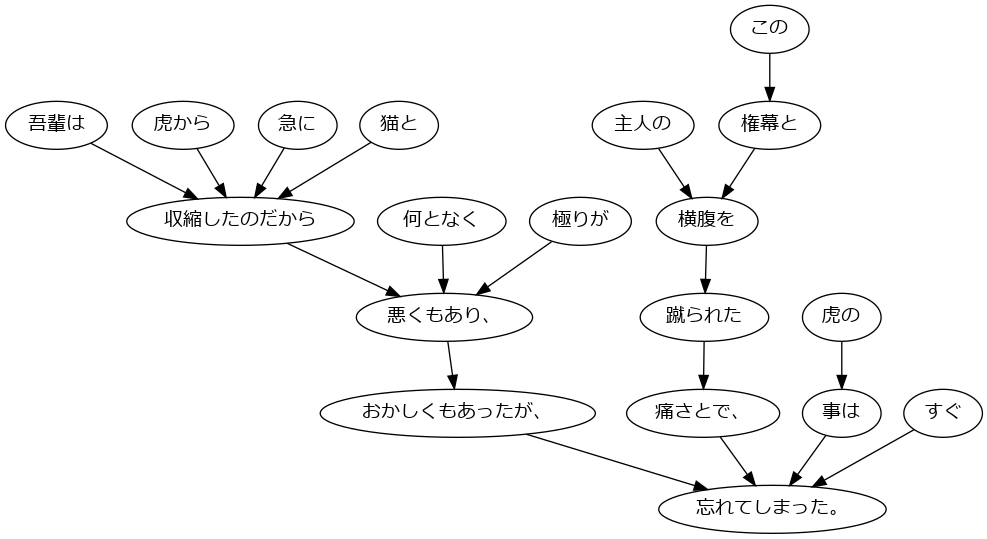 この
吾輩は
虎から
急に
猫と
主人の
権幕と
収縮したのだから
何となく
極りが
横腹を
悪くもあり、
蹴られた
虎の
おかしくもあったが、
痛さとで、
事は
すぐ
忘れてしまった。